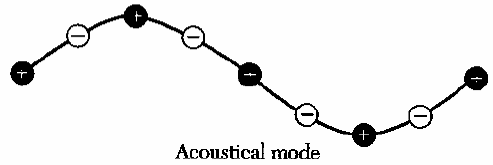 + − + − + − + − +
Acoustical mode